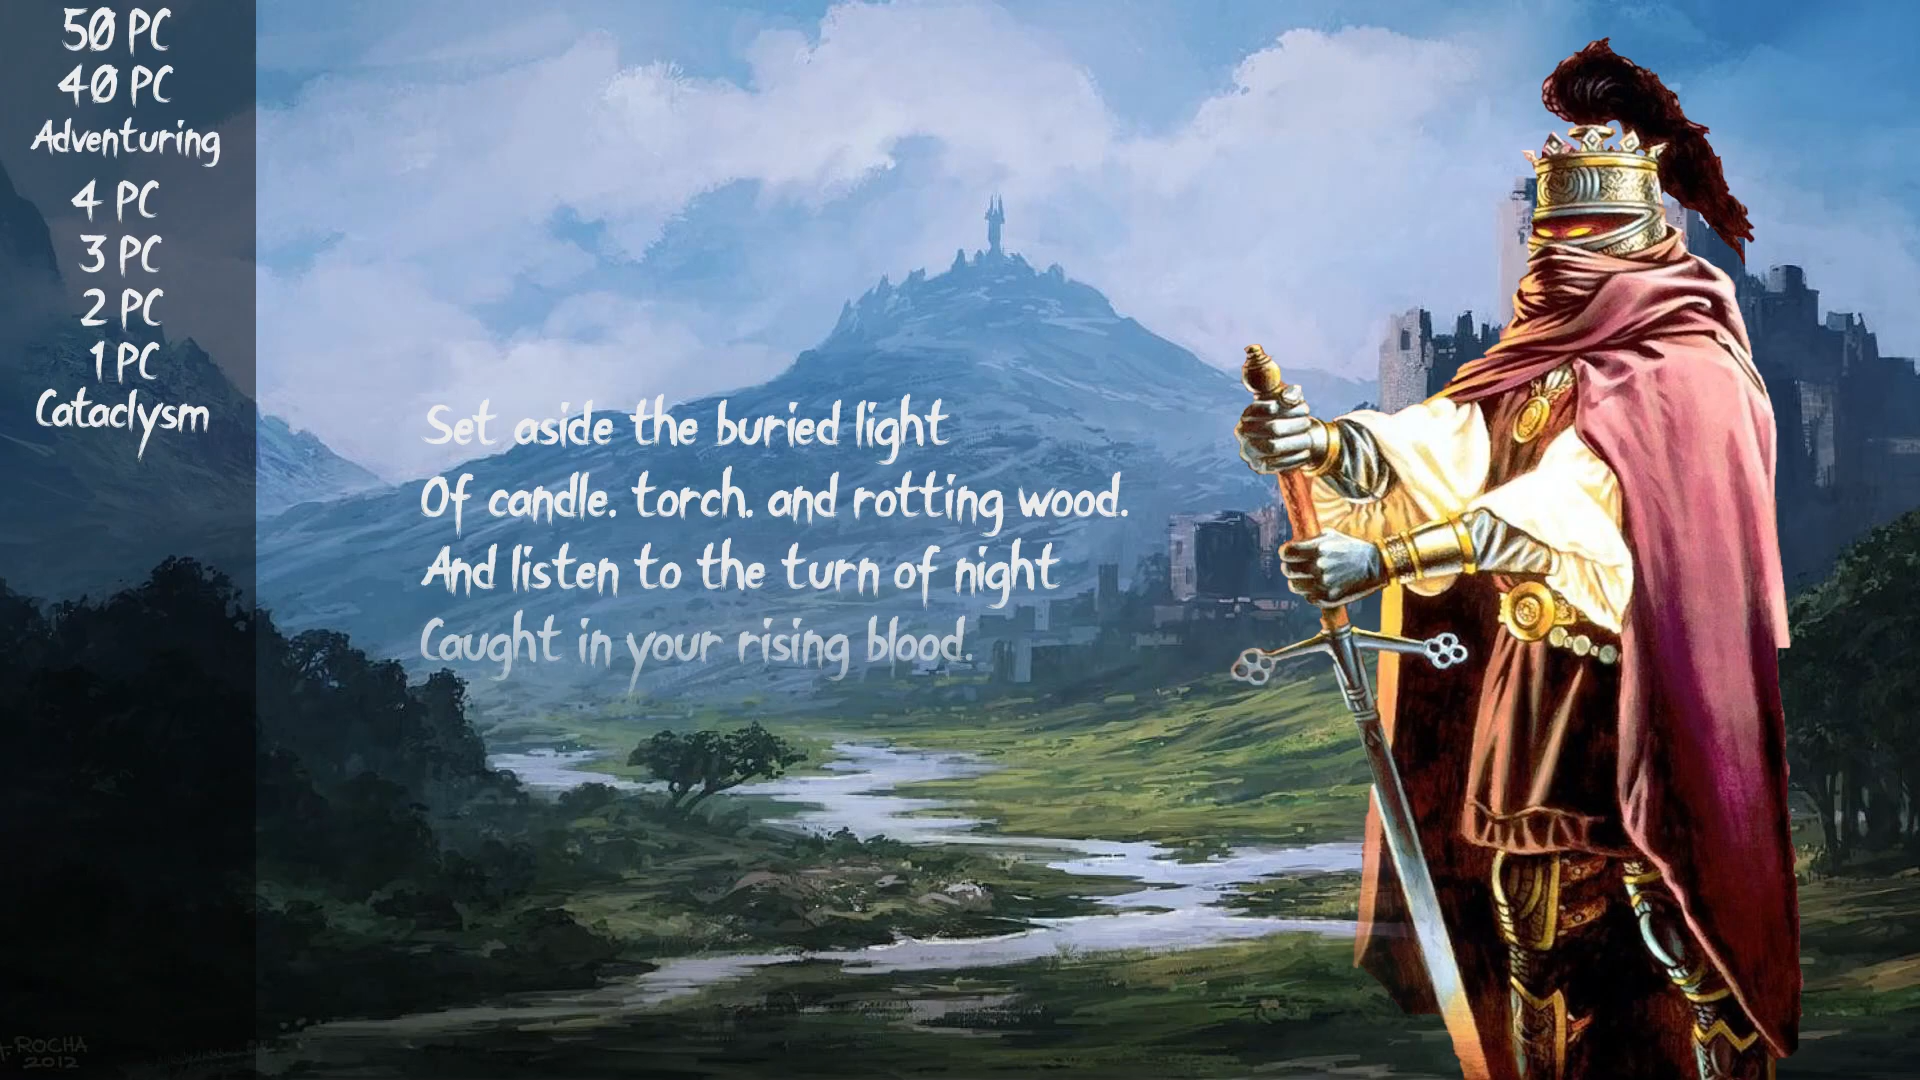 50 PC
40 PC
Adventuring
4 PC
3 PC
2 PC
1 PC
Cataclysm
Set aside the buried light
Of candle. torch. and rotting wood.
And listen to the turn of night
Caught in your rising blood.
ROCHA
2012